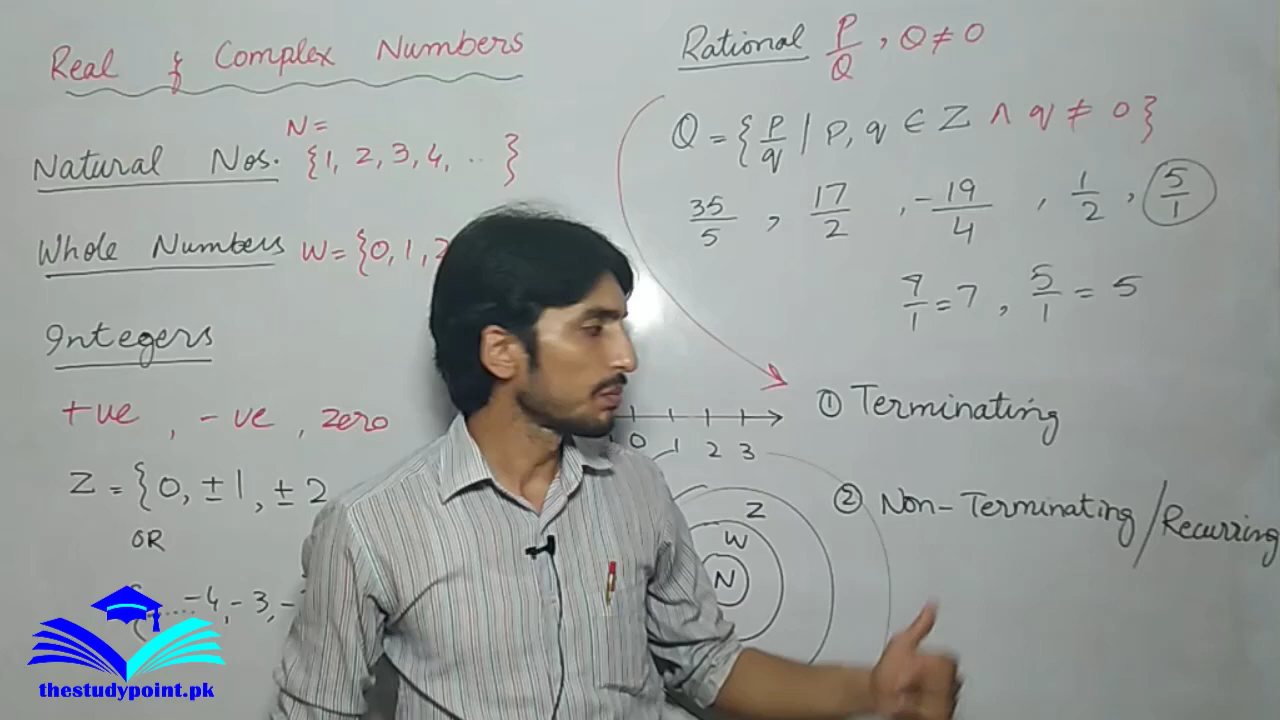 Real & Complex Numbers
Natural Nos. N = {1, 2, 3, 4, ... }
Whole Numbers W = {0, 1, 2
Integers
+ve, -ve, zero
Z = {0, ±1, ±2
OR
{ ..... -4, -3, -
thestudypoint.pk
Rational P/Q, Q ≠ 0
Q = {p/q | p, q ∈ Z ∧ q ≠ 0}
35/5, 17/2, -19/4, 1/2, 5/1
7/1 = 7, 5/1 = 5
① Terminating
0 1 2 3
② Non-Terminating / Recurring
Z
W
N